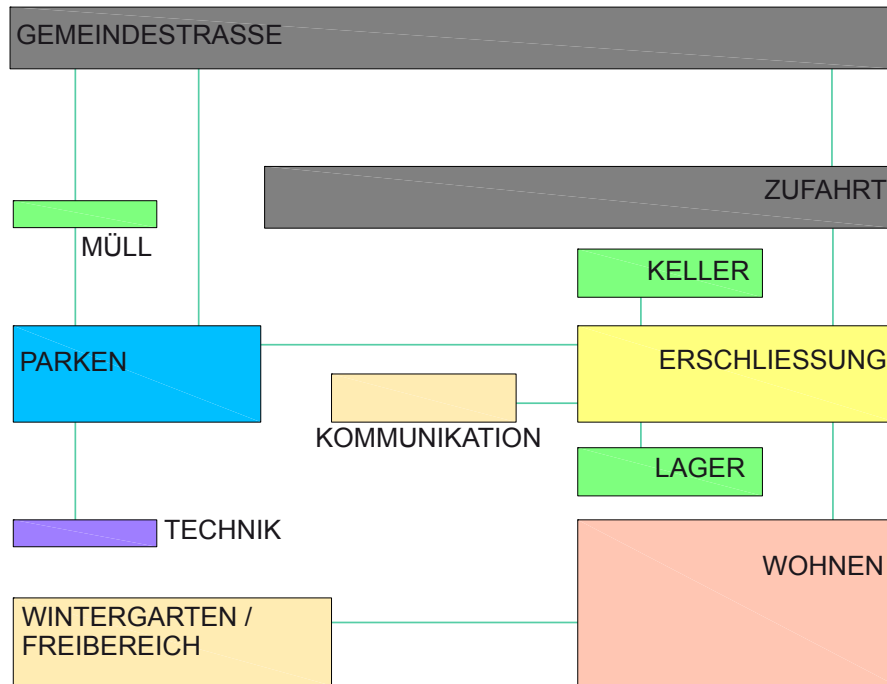 GEMEINDESTRASSE
ZUFAHRT
MÜLL
KELLER
PARKEN
ERSCHLIESSUNG
KOMMUNIKATION
LAGER
TECHNIK
WOHNEN
WINTERGARTEN /
FREIBEREICH